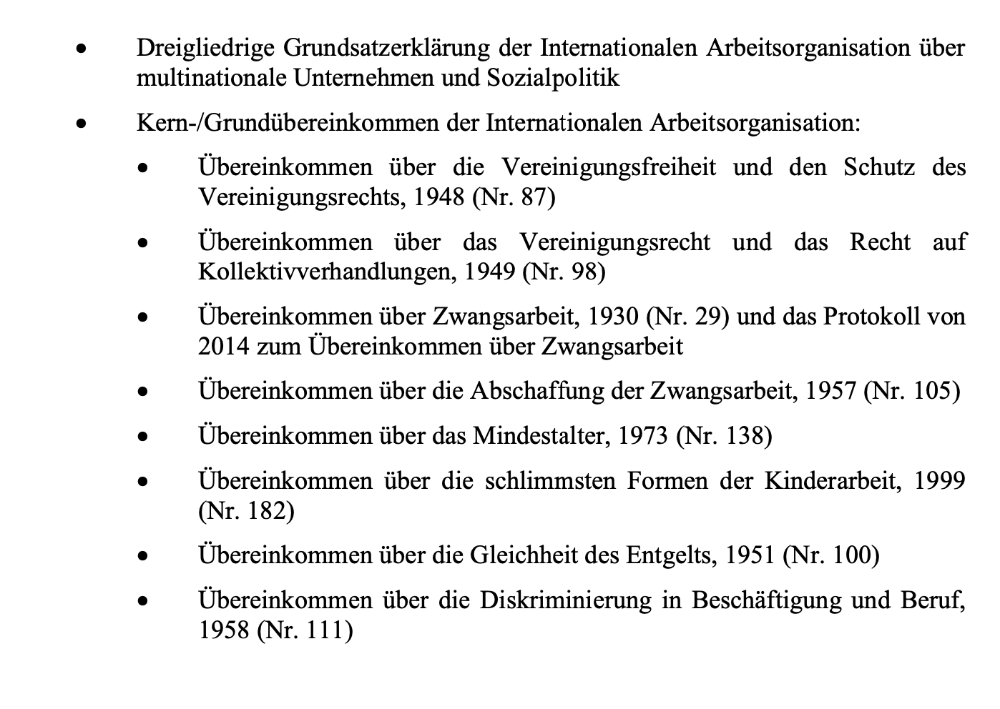 • Dreigliedrige Grundsatzerklärung der Internationalen Arbeitsorganisation über
multinationale Unternehmen und Sozialpolitik
• Kern-/Grundübereinkommen der Internationalen Arbeitsorganisation:
• Übereinkommen über die Vereinigungsfreiheit und den Schutz des
Vereinigungsrechts, 1948 (Nr. 87)
• Übereinkommen über das Vereinigungsrecht und das Recht auf
Kollektivverhandlungen, 1949 (Nr. 98)
• Übereinkommen über Zwangsarbeit, 1930 (Nr. 29) und das Protokoll von
2014 zum Übereinkommen über Zwangsarbeit
• Übereinkommen über die Abschaffung der Zwangsarbeit, 1957 (Nr. 105)
• Übereinkommen über das Mindestalter, 1973 (Nr. 138)
• Übereinkommen über die schlimmsten Formen der Kinderarbeit, 1999
(Nr. 182)
• Übereinkommen über die Gleichheit des Entgelts, 1951 (Nr. 100)
• Übereinkommen über die Diskriminierung in Beschäftigung und Beruf,
1958 (Nr. 111)